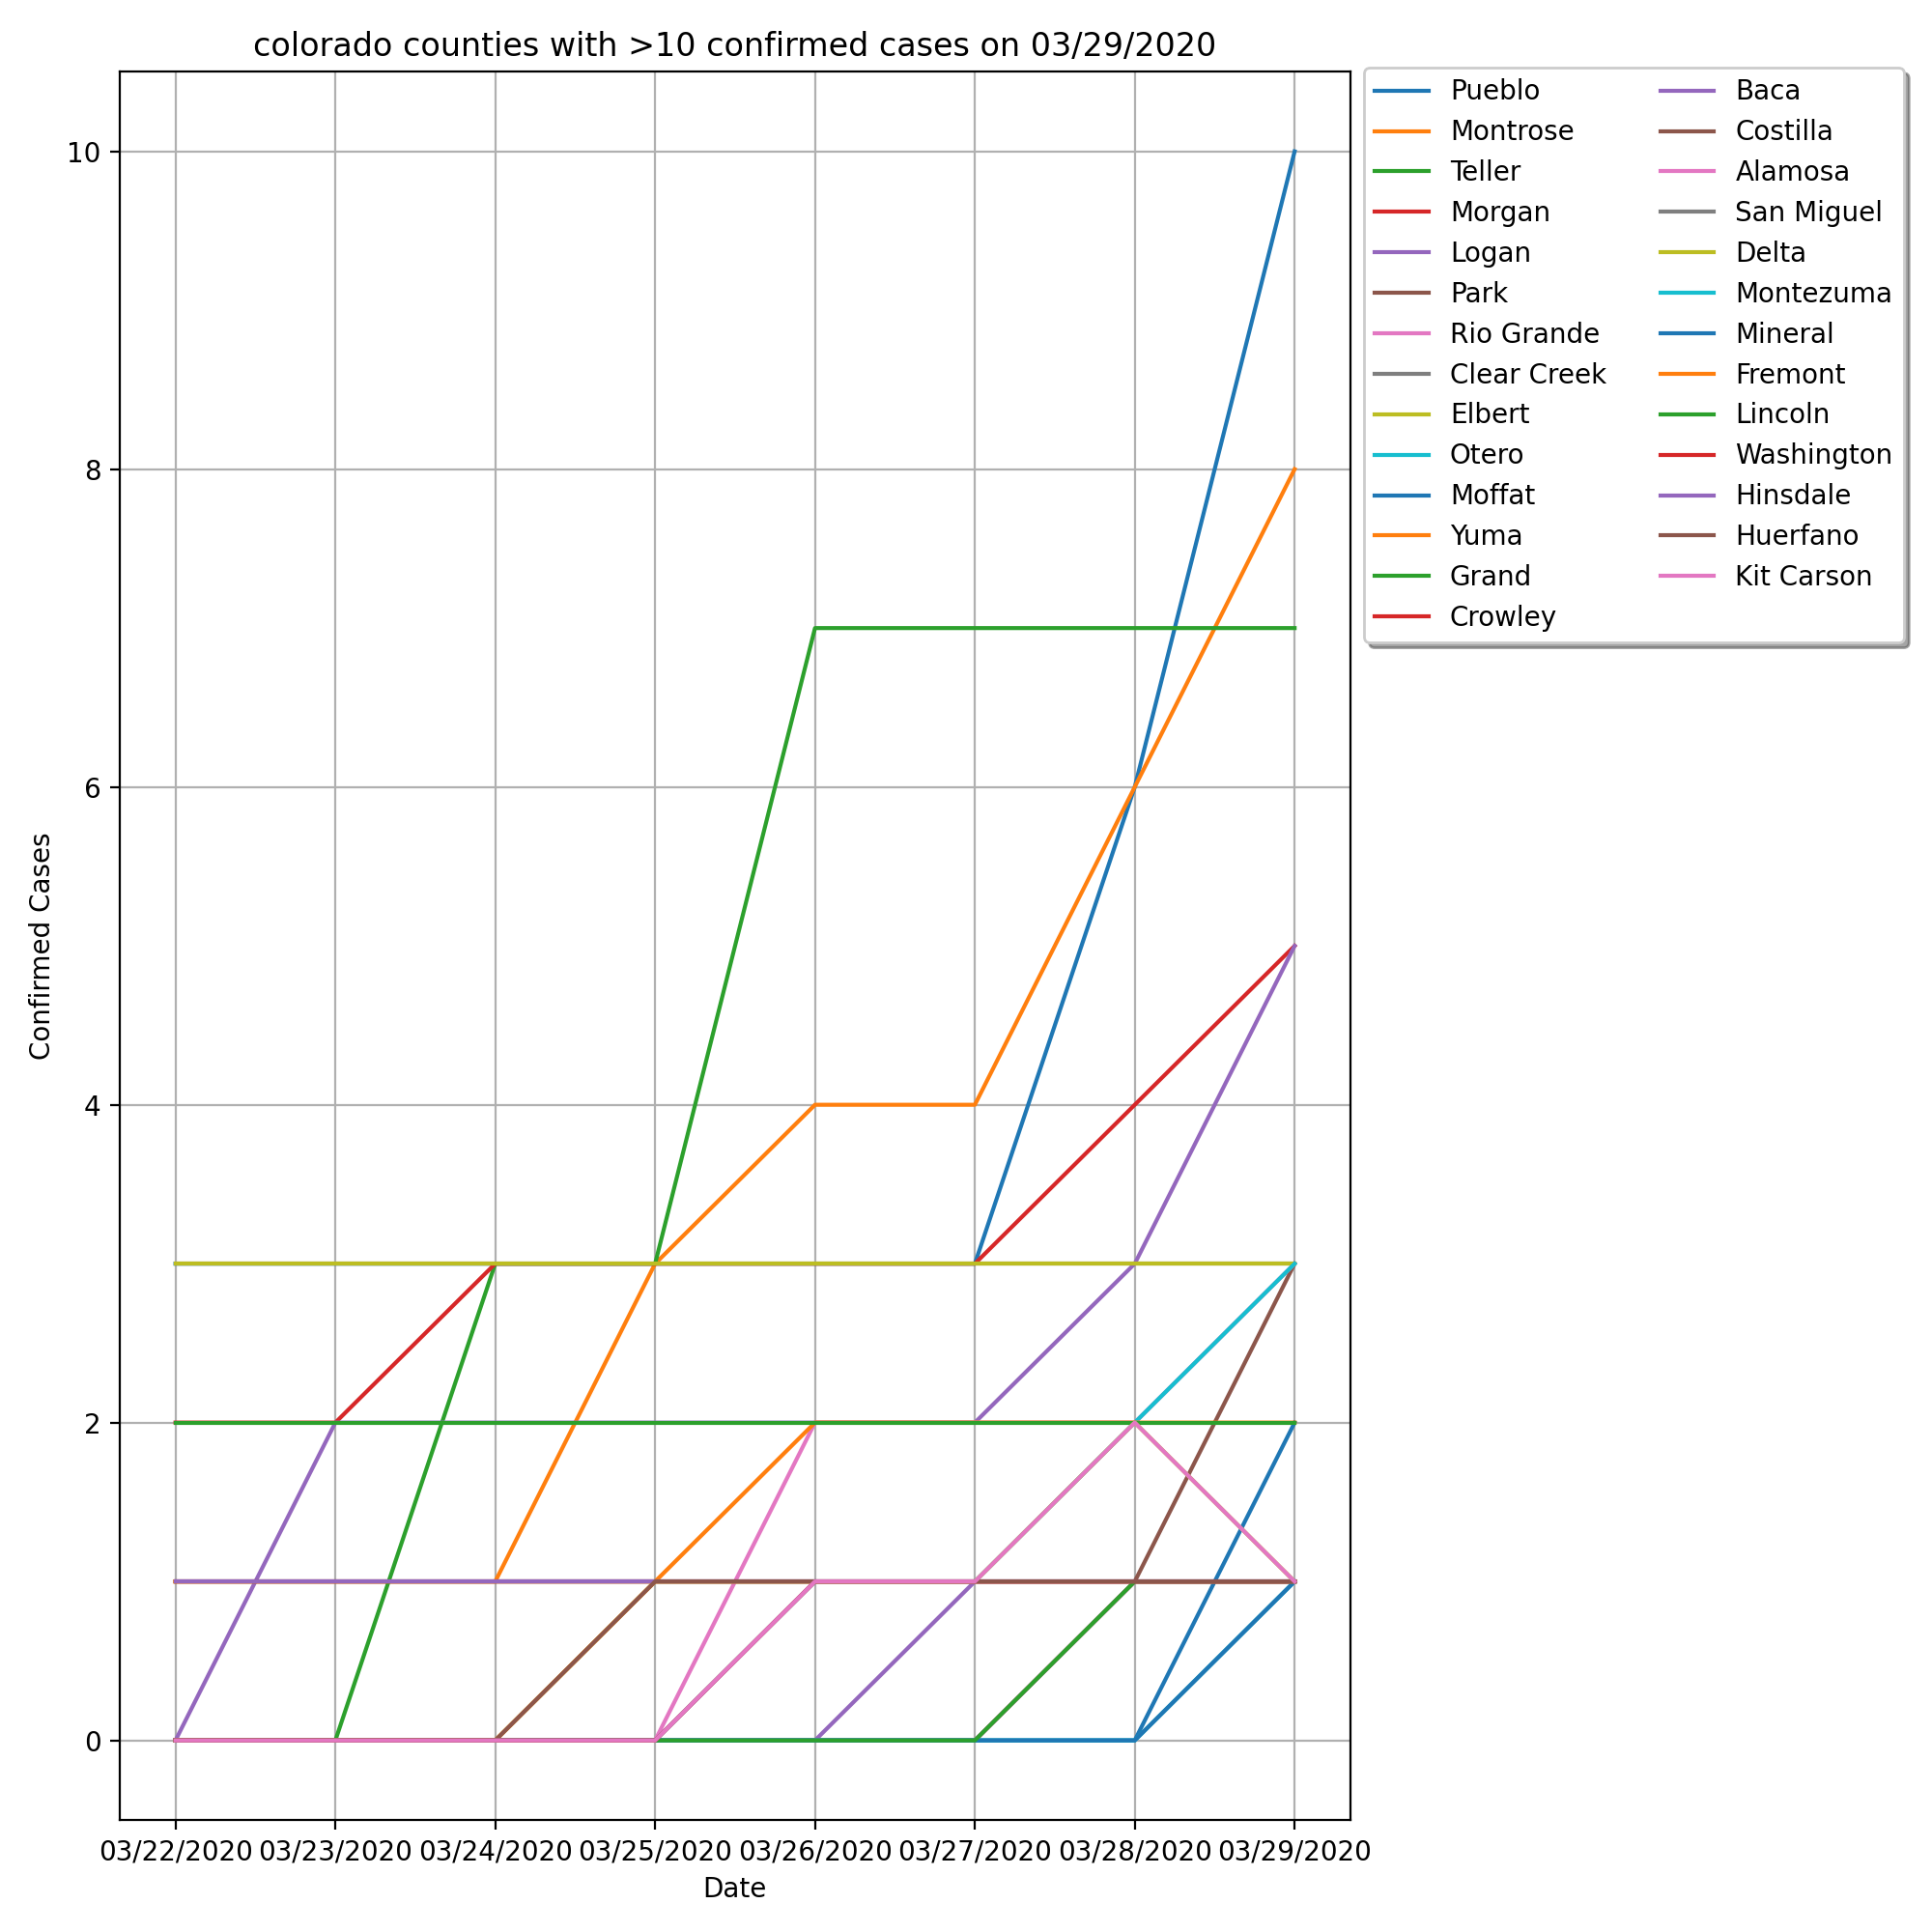 colorado counties with >10 confirmed cases on 03/29/2020
10
8
6
4
2
0
Confirmed Cases
03/22/2020 03/23/2020 03/24/2020 03/25/2020 03/26/2020 03/27/2020 03/28/2020 03/29/2020
Date
Pueblo
Montrose
Teller
Morgan
Logan
Park
Rio Grande
Clear Creek
Elbert
Otero
Moffat
Yuma
Grand
Crowley
Baca
Costilla
Alamosa
San Miguel
Delta
Montezuma
Mineral
Fremont
Lincoln
Washington
Hinsdale
Huerfano
Kit Carson